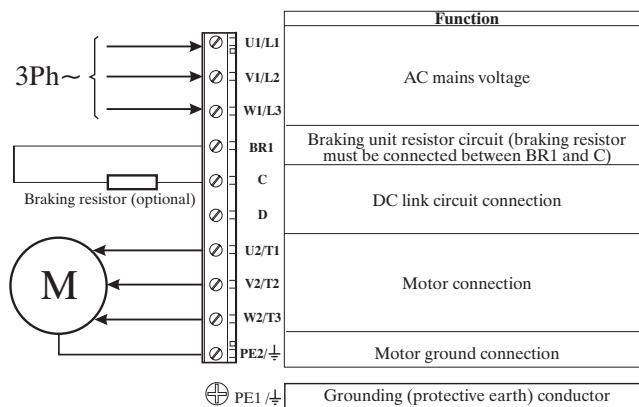 Function
3Ph~
U1/L1
V1/L2
W1/L3
AC mains voltage
BR1
Braking unit resistor circuit (braking resistor
must be connected between BR1 and C)
C
Braking resistor (optional)
D
DC link circuit connection
M
U2/T1
V2/T2
W2/T3
Motor connection
PE2/⏚
Motor ground connection
PE1/⏚
Grounding (protective earth) conductor